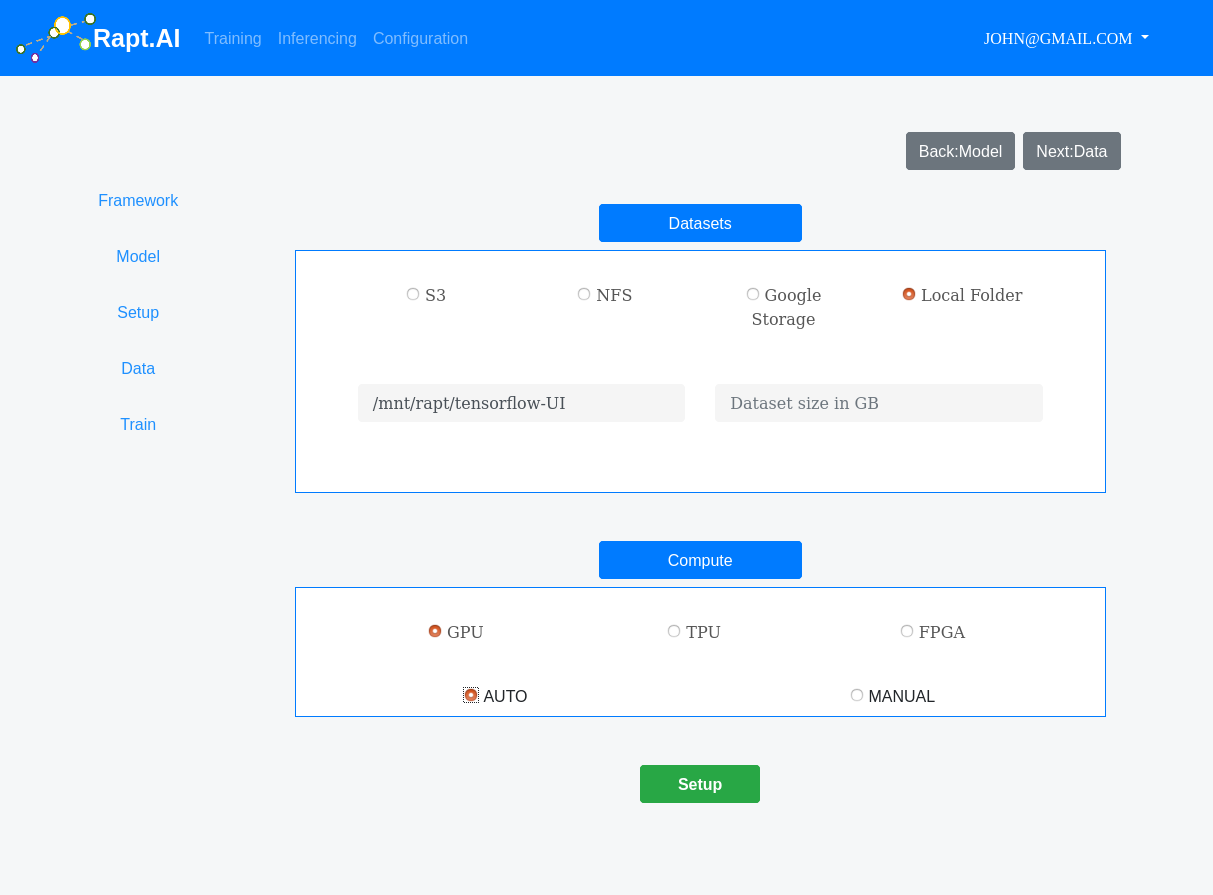 Rapt.AI Training Inferencing Configuration JOHN@GMAIL.COM
Back:Model Next:Data
Framework
Model
Setup
Data
Train
Datasets
S3 NFS Google Storage Local Folder
/mnt/rapt/tensorflow-UI Dataset size in GB
Compute
GPU TPU FPGA
AUTO MANUAL
Setup